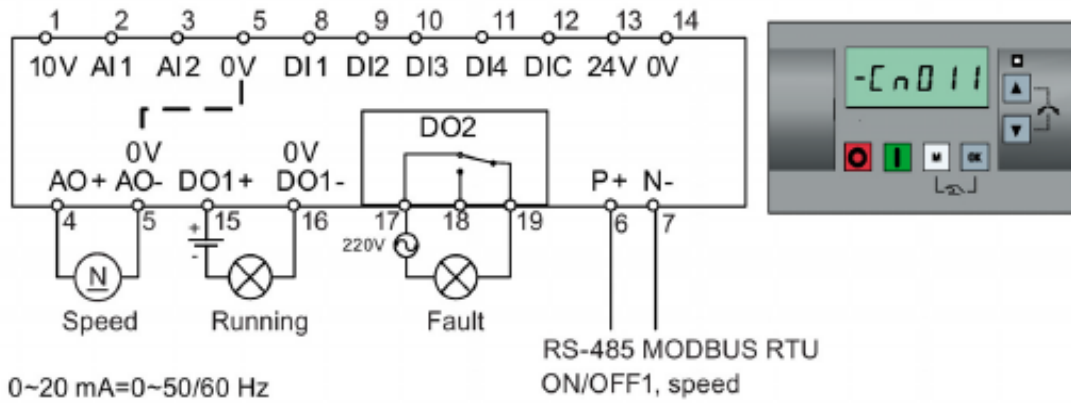 1 2 3 5 8 9 10 11 12 13 14
10V AI1 AI2 0V DI1 DI2 DI3 DI4 DIC 24V 0V
-Cn011
DO2
0V 0V
AO+ AO- DO1+ DO1- P+ N-
M OK
4 5 15 16 17 18 19 6 7
+
-
220V
N
Speed Running Fault
RS-485 MODBUS RTU
0~20 mA=0~50/60 Hz
ON/OFF1, speed